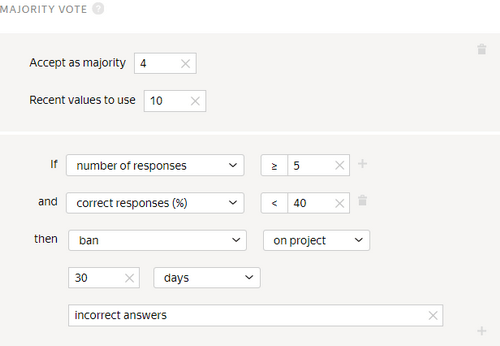 MAJORITY VOTE ?
Accept as majority 4
Recent values to use 10
If number of responses ≥ 5
and correct responses (%) < 40
then ban on project
30 days
incorrect answers